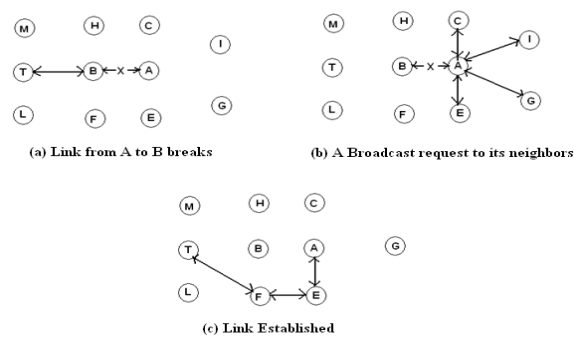 M H C
I
T B X A
L F E G
(a) Link from A to B breaks
M H C
I
T B X A
G
L F E
(b) A Broadcast request to its neighbors
M H C
T B A G
L F E
(c) Link Established